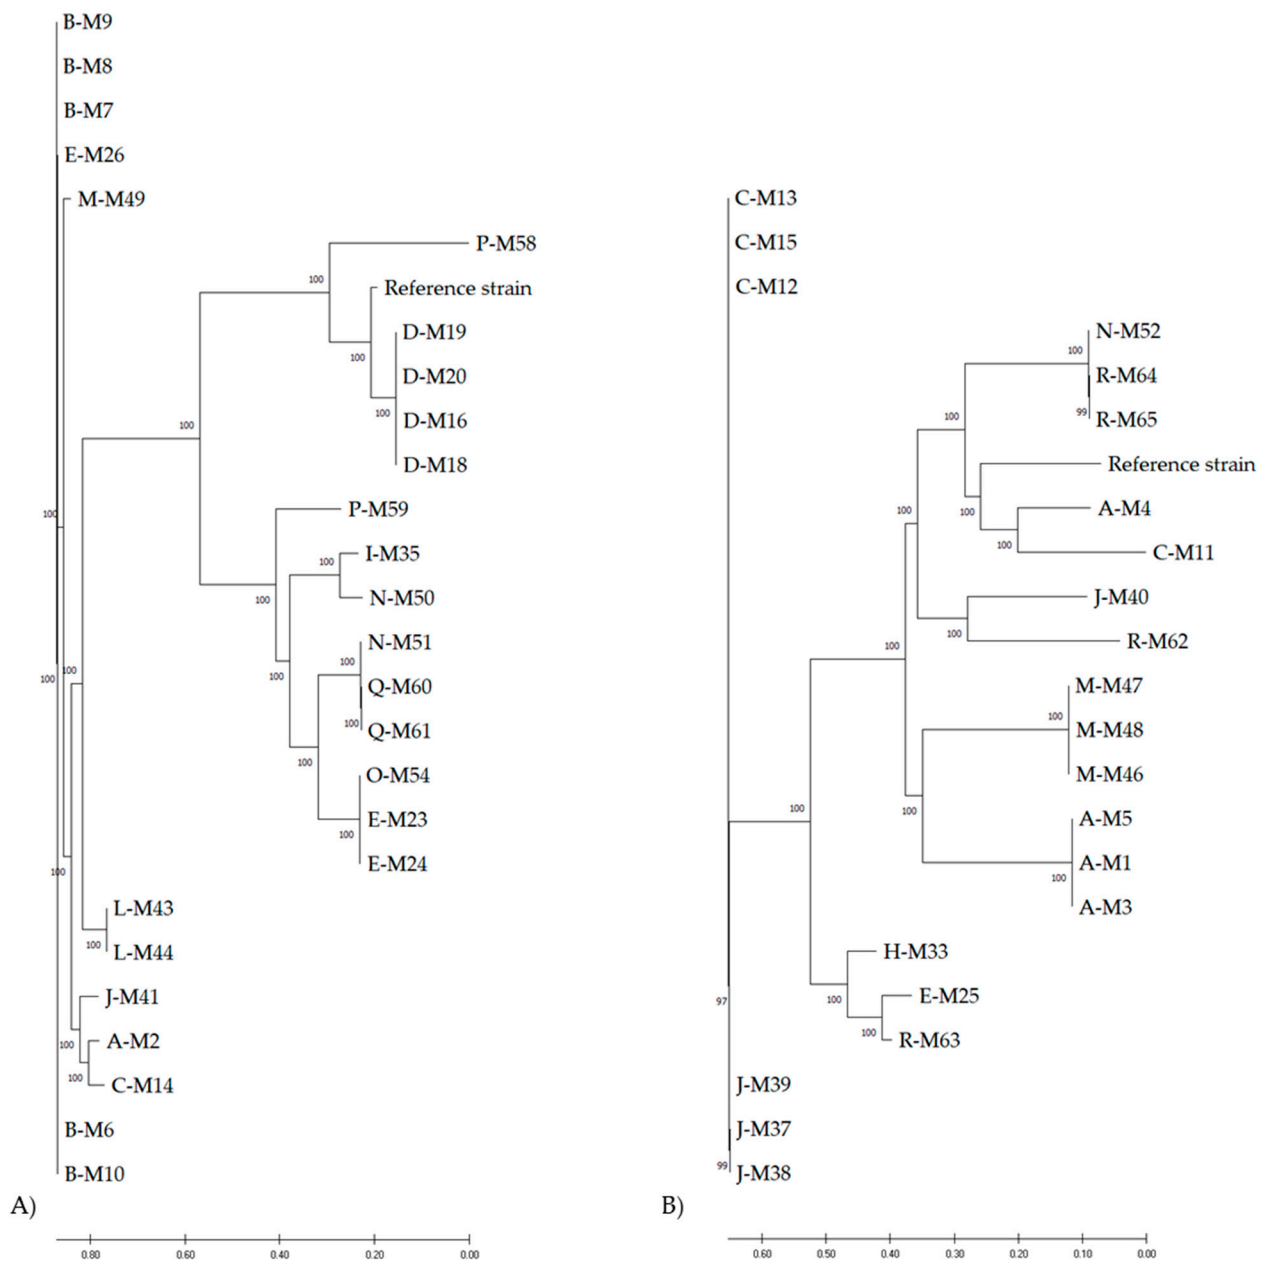 B-M9
B-M8
B-M7
E-M26
M-M49
P-M58
100
Reference strain
100
D-M19
D-M20
100
D-M16
100
D-M18
P-M59
100
I-M35
100
N-M50
100
N-M51
100
100
100
100
Q-M60
100
Q-M61
100
O-M54
E-M23
100
E-M24
100
L-M43
100
L-M44
J-M41
100
A-M2
100
C-M14
B-M6
B-M10
A)
0.80 0.60 0.40 0.20 0.00
C-M13
C-M15
C-M12
N-M52
100
R-M64
99
R-M65
100
Reference strain
100
100
A-M4
100
C-M11
J-M40
100
R-M62
100
M-M47
100
M-M48
M-M46
100
100
A-M5
A-M1
100
A-M3
H-M33
100
E-M25
97
100
R-M63
J-M39
J-M37
99
J-M38
B)
0.60 0.50 0.40 0.30 0.20 0.10 0.00